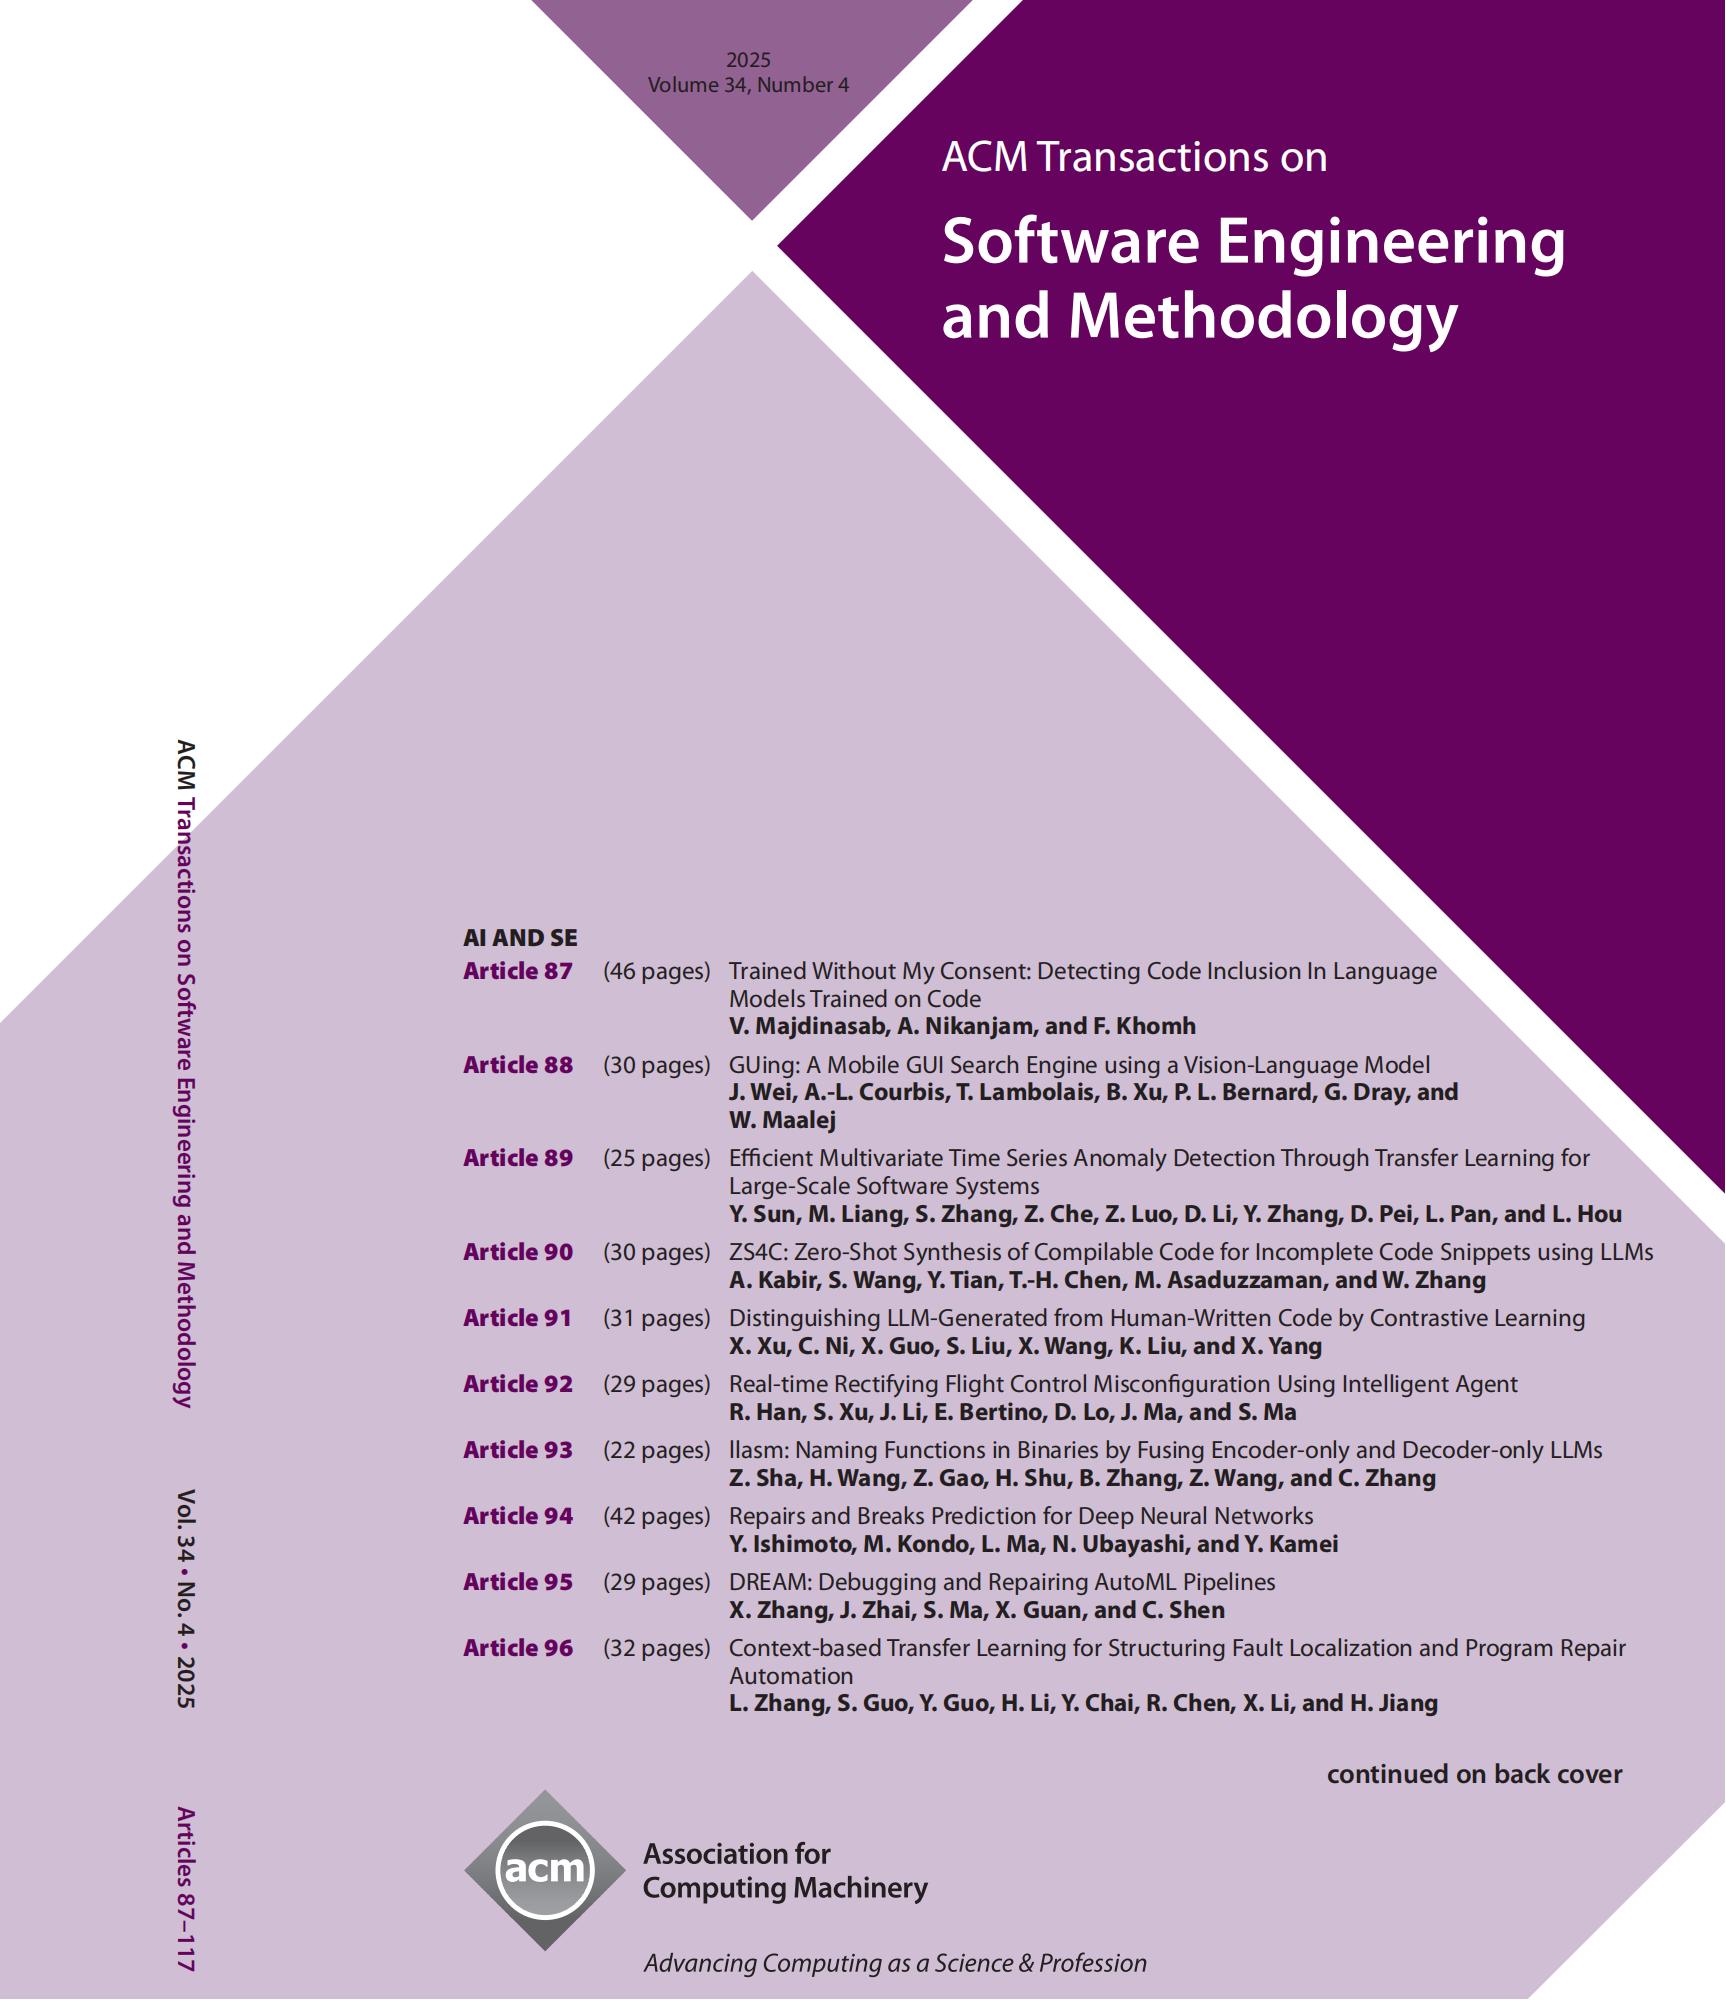 2025
Volume 34, Number 4
ACM Transactions on
Software Engineering
and Methodology
ACM Transactions on Software Engineering and Methodology
Vol. 34 • No. 4 • 2025
Articles 87–117
AI AND SE
Article 87 (46 pages) Trained Without My Consent: Detecting Code Inclusion In Language
Models Trained on Code
V. Majdinasab, A. Nikanjam, and F. Khomh
Article 88 (30 pages) GUing: A Mobile GUI Search Engine using a Vision-Language Model
J. Wei, A.-L. Courbis, T. Lambolais, B. Xu, P. L. Bernard, G. Dray, and
W. Maalej
Article 89 (25 pages) Efficient Multivariate Time Series Anomaly Detection Through Transfer Learning for
Large-Scale Software Systems
Y. Sun, M. Liang, S. Zhang, Z. Che, Z. Luo, D. Li, Y. Zhang, D. Pei, L. Pan, and L. Hou
Article 90 (30 pages) ZS4C: Zero-Shot Synthesis of Compilable Code for Incomplete Code Snippets using LLMs
A. Kabir, S. Wang, Y. Tian, T.-H. Chen, M. Asaduzzaman, and W. Zhang
Article 91 (31 pages) Distinguishing LLM-Generated from Human-Written Code by Contrastive Learning
X. Xu, C. Ni, X. Guo, S. Liu, X. Wang, K. Liu, and X. Yang
Article 92 (29 pages) Real-time Rectifying Flight Control Misconfiguration Using Intelligent Agent
R. Han, S. Xu, J. Li, E. Bertino, D. Lo, J. Ma, and S. Ma
Article 93 (22 pages) llasm: Naming Functions in Binaries by Fusing Encoder-only and Decoder-only LLMs
Z. Sha, H. Wang, Z. Gao, H. Shu, B. Zhang, Z. Wang, and C. Zhang
Article 94 (42 pages) Repairs and Breaks Prediction for Deep Neural Networks
Y. Ishimoto, M. Kondo, L. Ma, N. Ubayashi, and Y. Kamei
Article 95 (29 pages) DREAM: Debugging and Repairing AutoML Pipelines
X. Zhang, J. Zhai, S. Ma, X. Guan, and C. Shen
Article 96 (32 pages) Context-based Transfer Learning for Structuring Fault Localization and Program Repair
Automation
L. Zhang, S. Guo, Y. Guo, H. Li, Y. Chai, R. Chen, X. Li, and H. Jiang
continued on back cover
acm
Association for
Computing Machinery
Advancing Computing as a Science & Profession